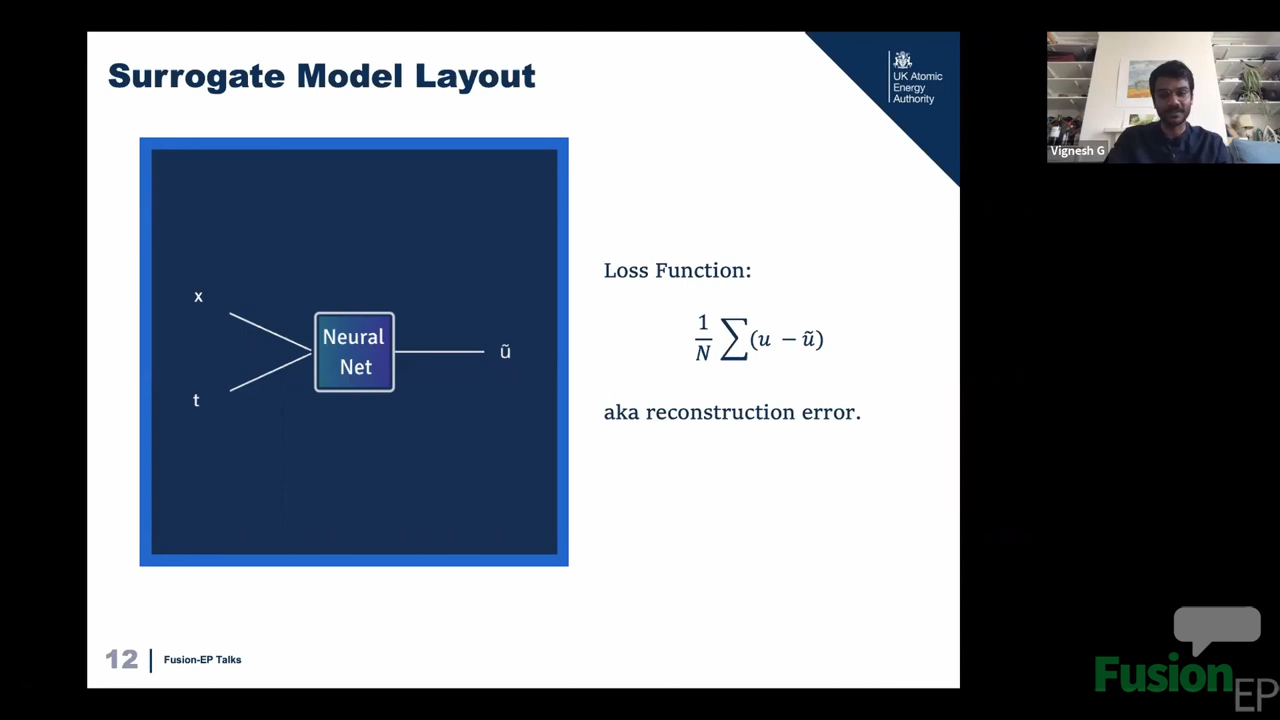 Surrogate Model Layout
UK Atomic
Energy
Authority
Vignesh G
x
t
Neural
Net
ũ
Loss Function:
1/N ∑(u − ũ)
aka reconstruction error.
12
Fusion-EP Talks
Fusion
EP